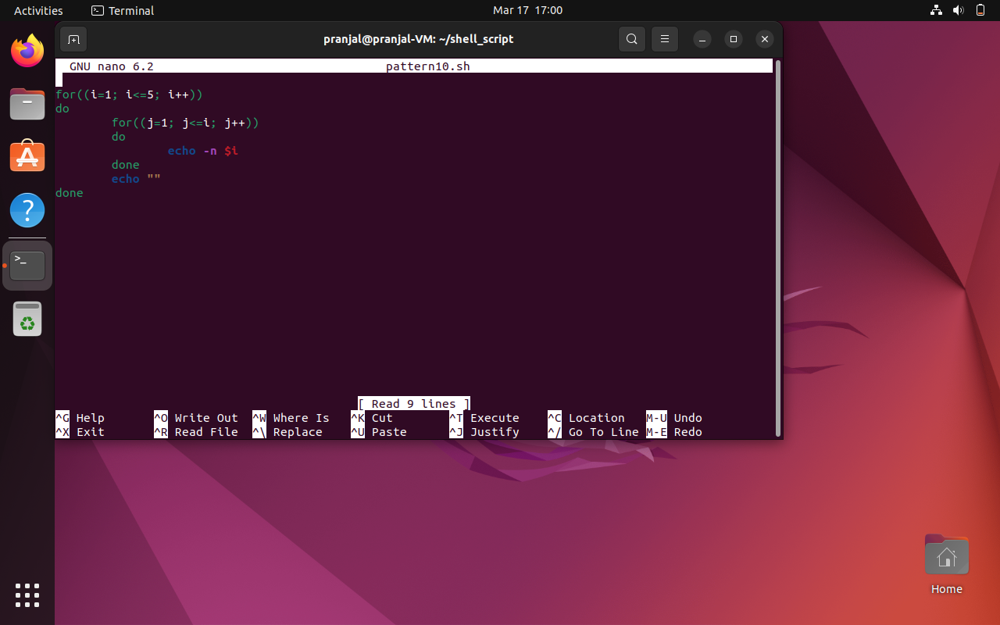 Activities Terminal Mar 17 17:00
pranjal@pranjal-VM: ~/shell_script
GNU nano 6.2 pattern10.sh
for((i=1; i<=5; i++))
do
        for((j=1; j<=i; j++))
        do
                echo -n $i
        done
        echo ""
done
[ Read 9 lines ]
^G Help ^O Write Out ^W Where Is ^K Cut ^T Execute ^C Location M-U Undo
^X Exit ^R Read File ^\ Replace ^U Paste ^J Justify ^/ Go To Line M-E Redo
Home